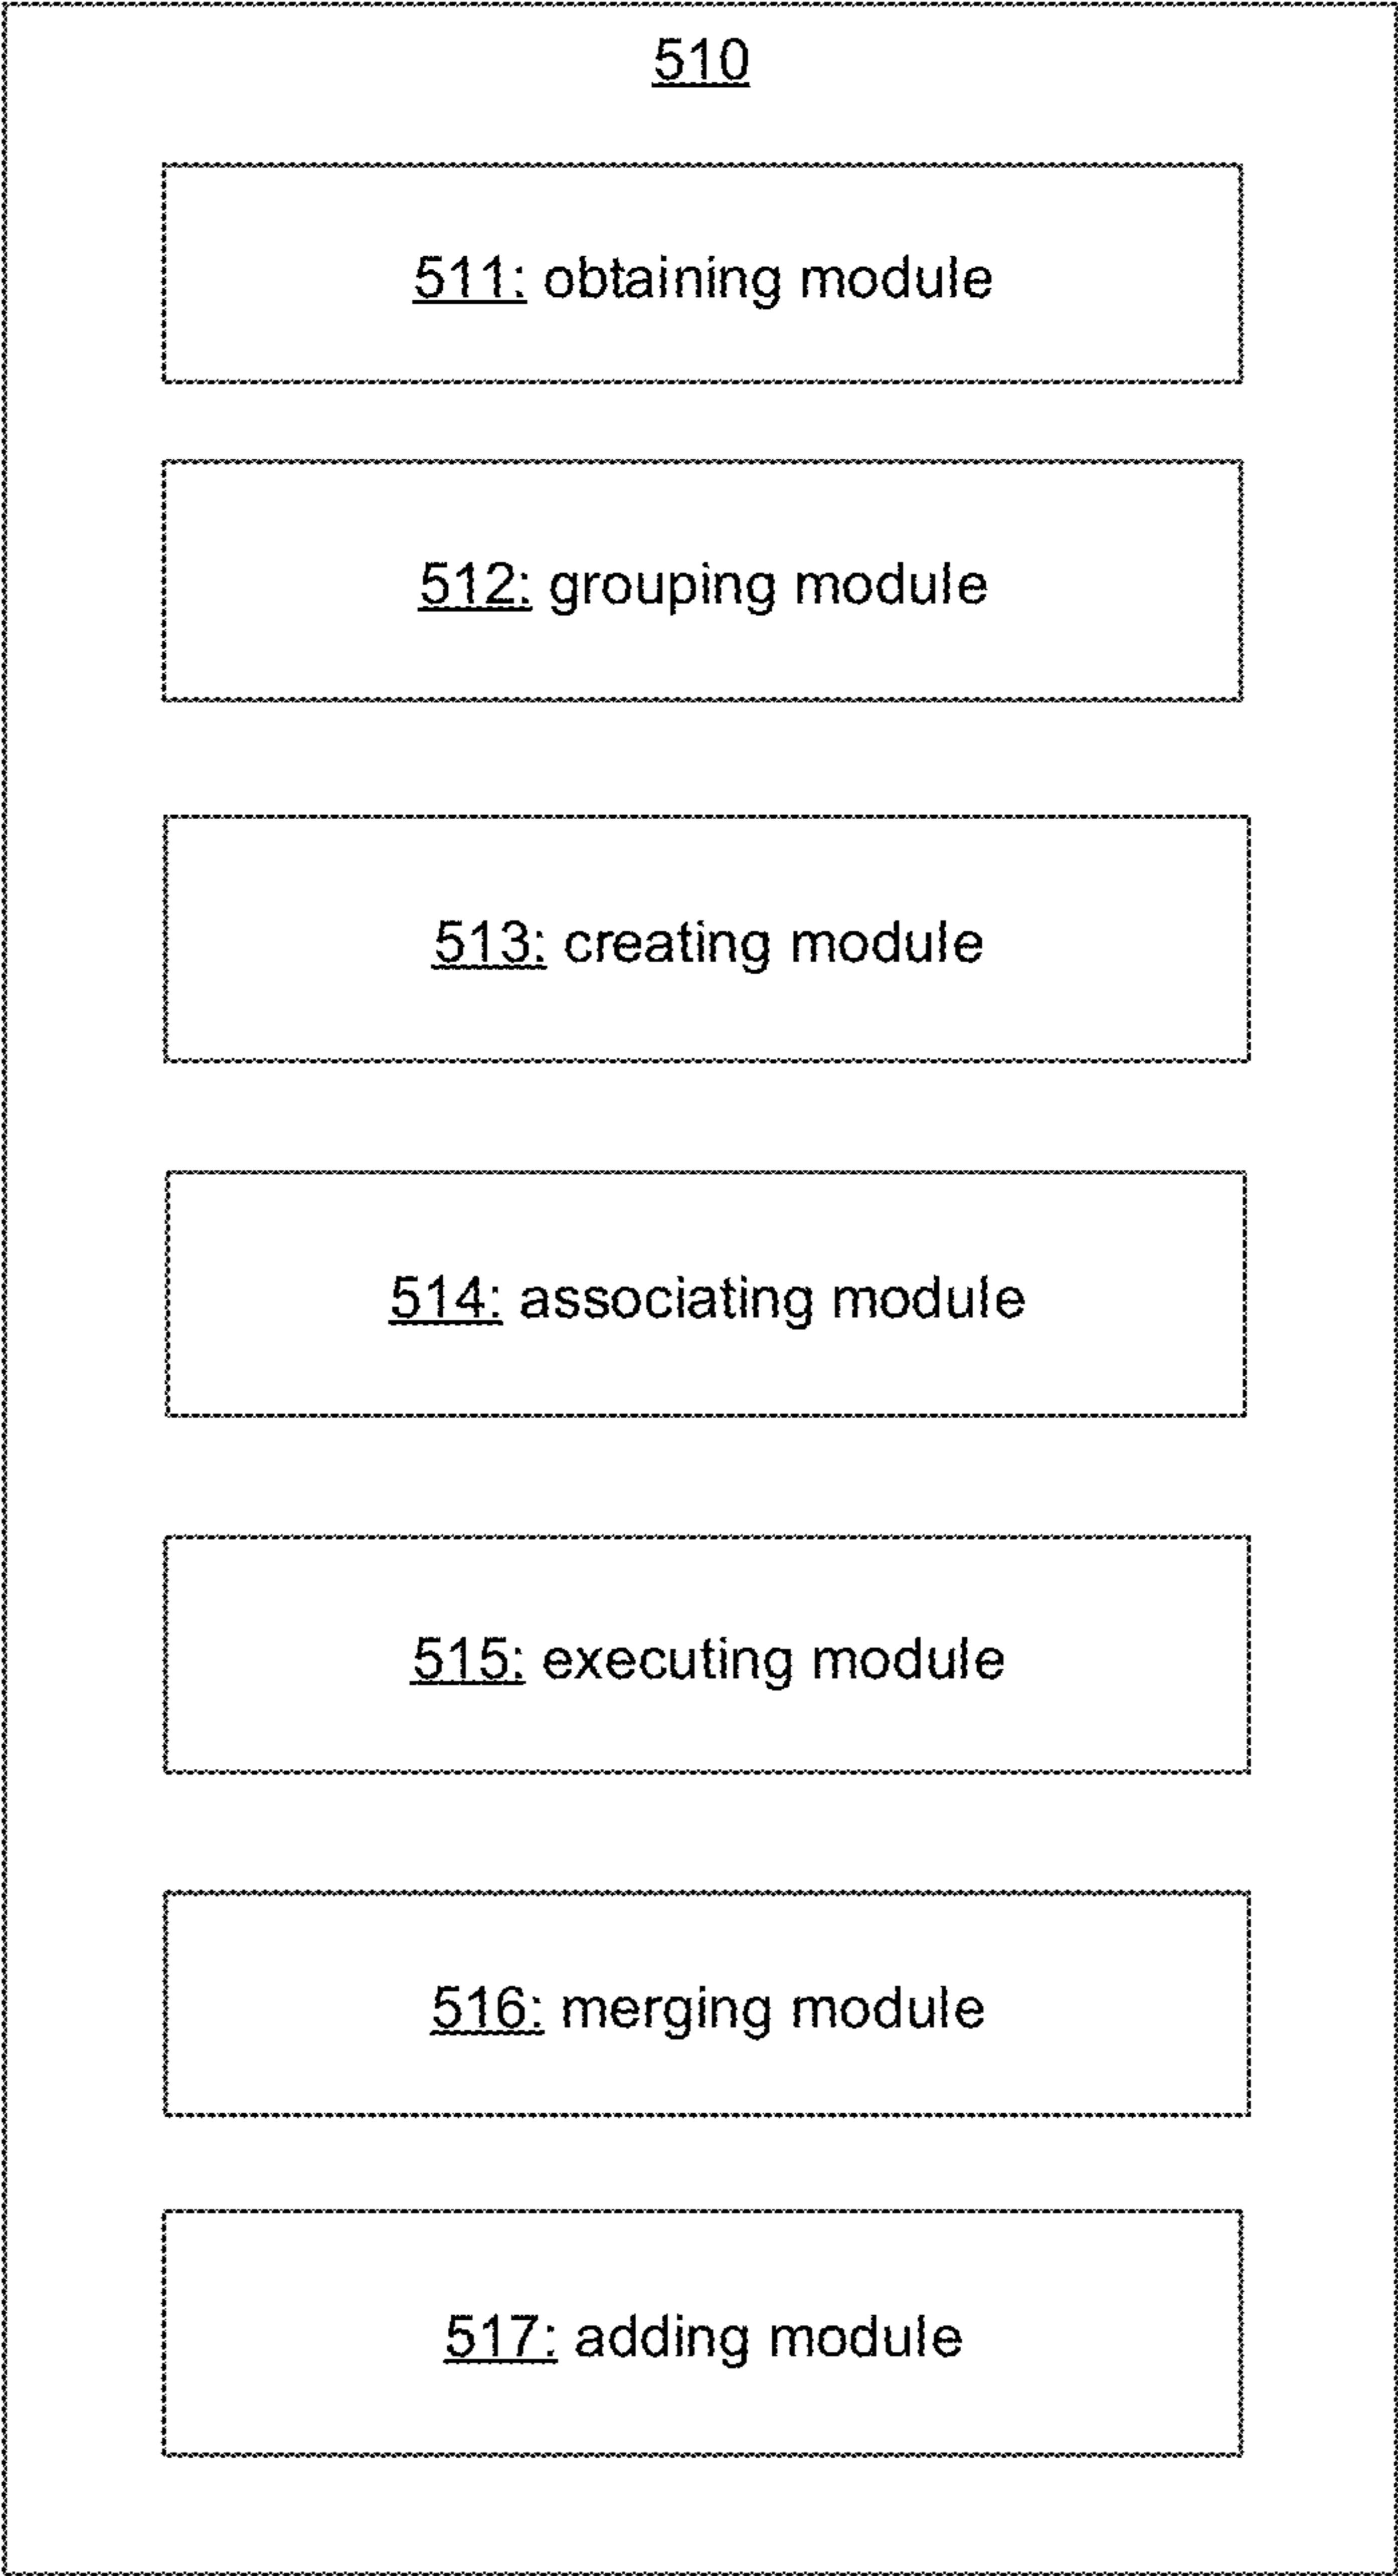 510
511: obtaining module
512: grouping module
513: creating module
514: associating module
515: executing module
516: merging module
517: adding module